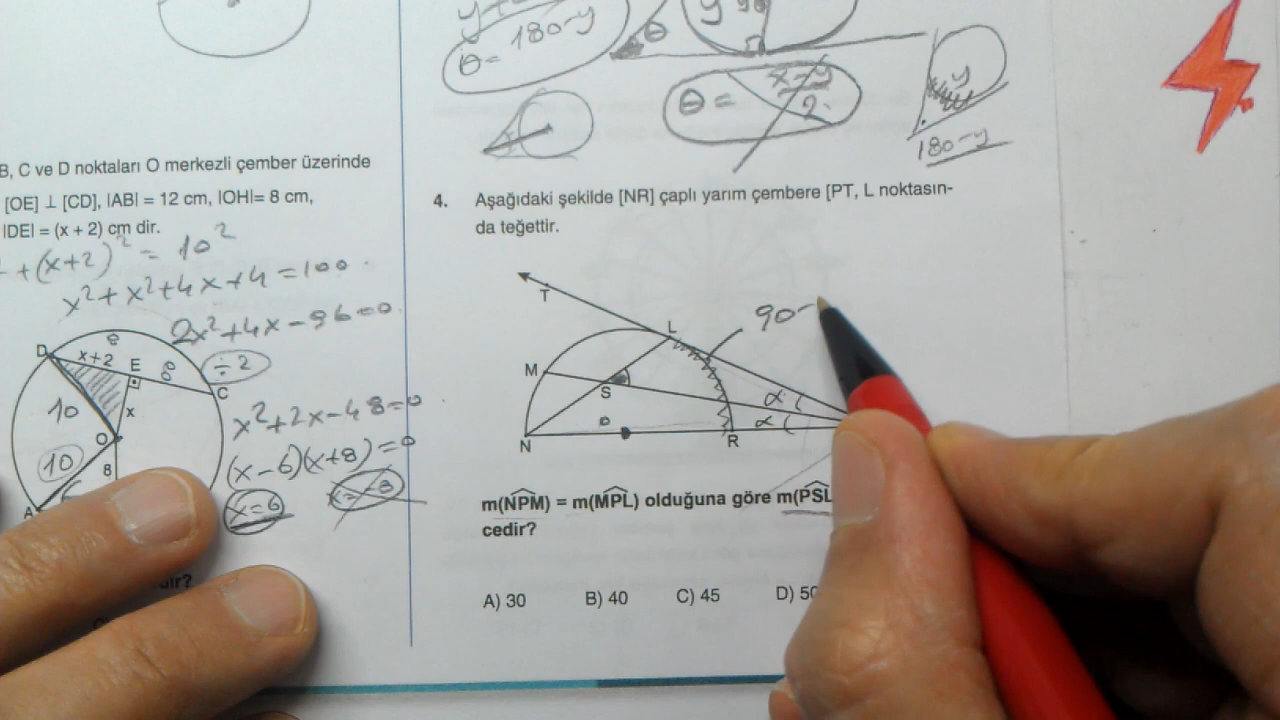 θ = 180-y
θ
y
θ = x-y / 2
y
180-y
B, C ve D noktaları O merkezli çember üzerinde
[OE] ⊥ [CD], |AB| = 12 cm, |OH|= 8 cm,
|DE| = (x + 2) cm dir.
+(x+2)² = 10²
x²+x²+4x+4=100
2x²+4x-96=0
÷2
x²+2x-48=0
(x-6)(x+8)=0
x=6
x=-8
D
x+2
E
C
10
x
O
10
8
A
4. Aşağıdaki şekilde [NR] çaplı yarım çembere [PT, L noktasın-
da teğettir.
T
L
90-
M
S
α
α
N
R
m(NPM) = m(MPL) olduğuna göre m(PSL
cedir?
A) 30 B) 40 C) 45 D) 50